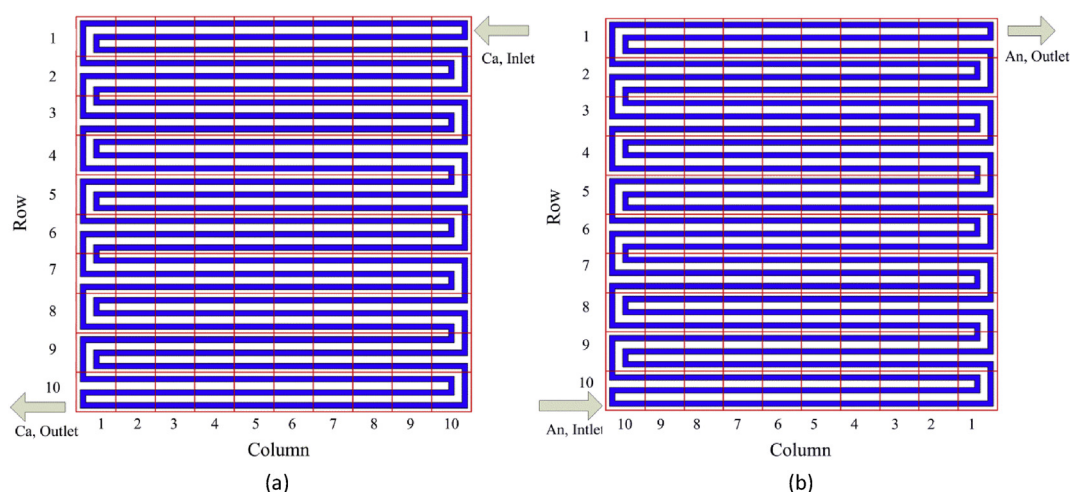 1
2
3
4
5
6
7
8
9
10
Row
Ca, Inlet
Ca, Outlet
1 2 3 4 5 6 7 8 9 10
Column
(a)
1
2
3
4
5
6
7
8
9
10
Row
An, Outlet
An, Intlet
10 9 8 7 6 5 4 3 2 1
Column
(b)